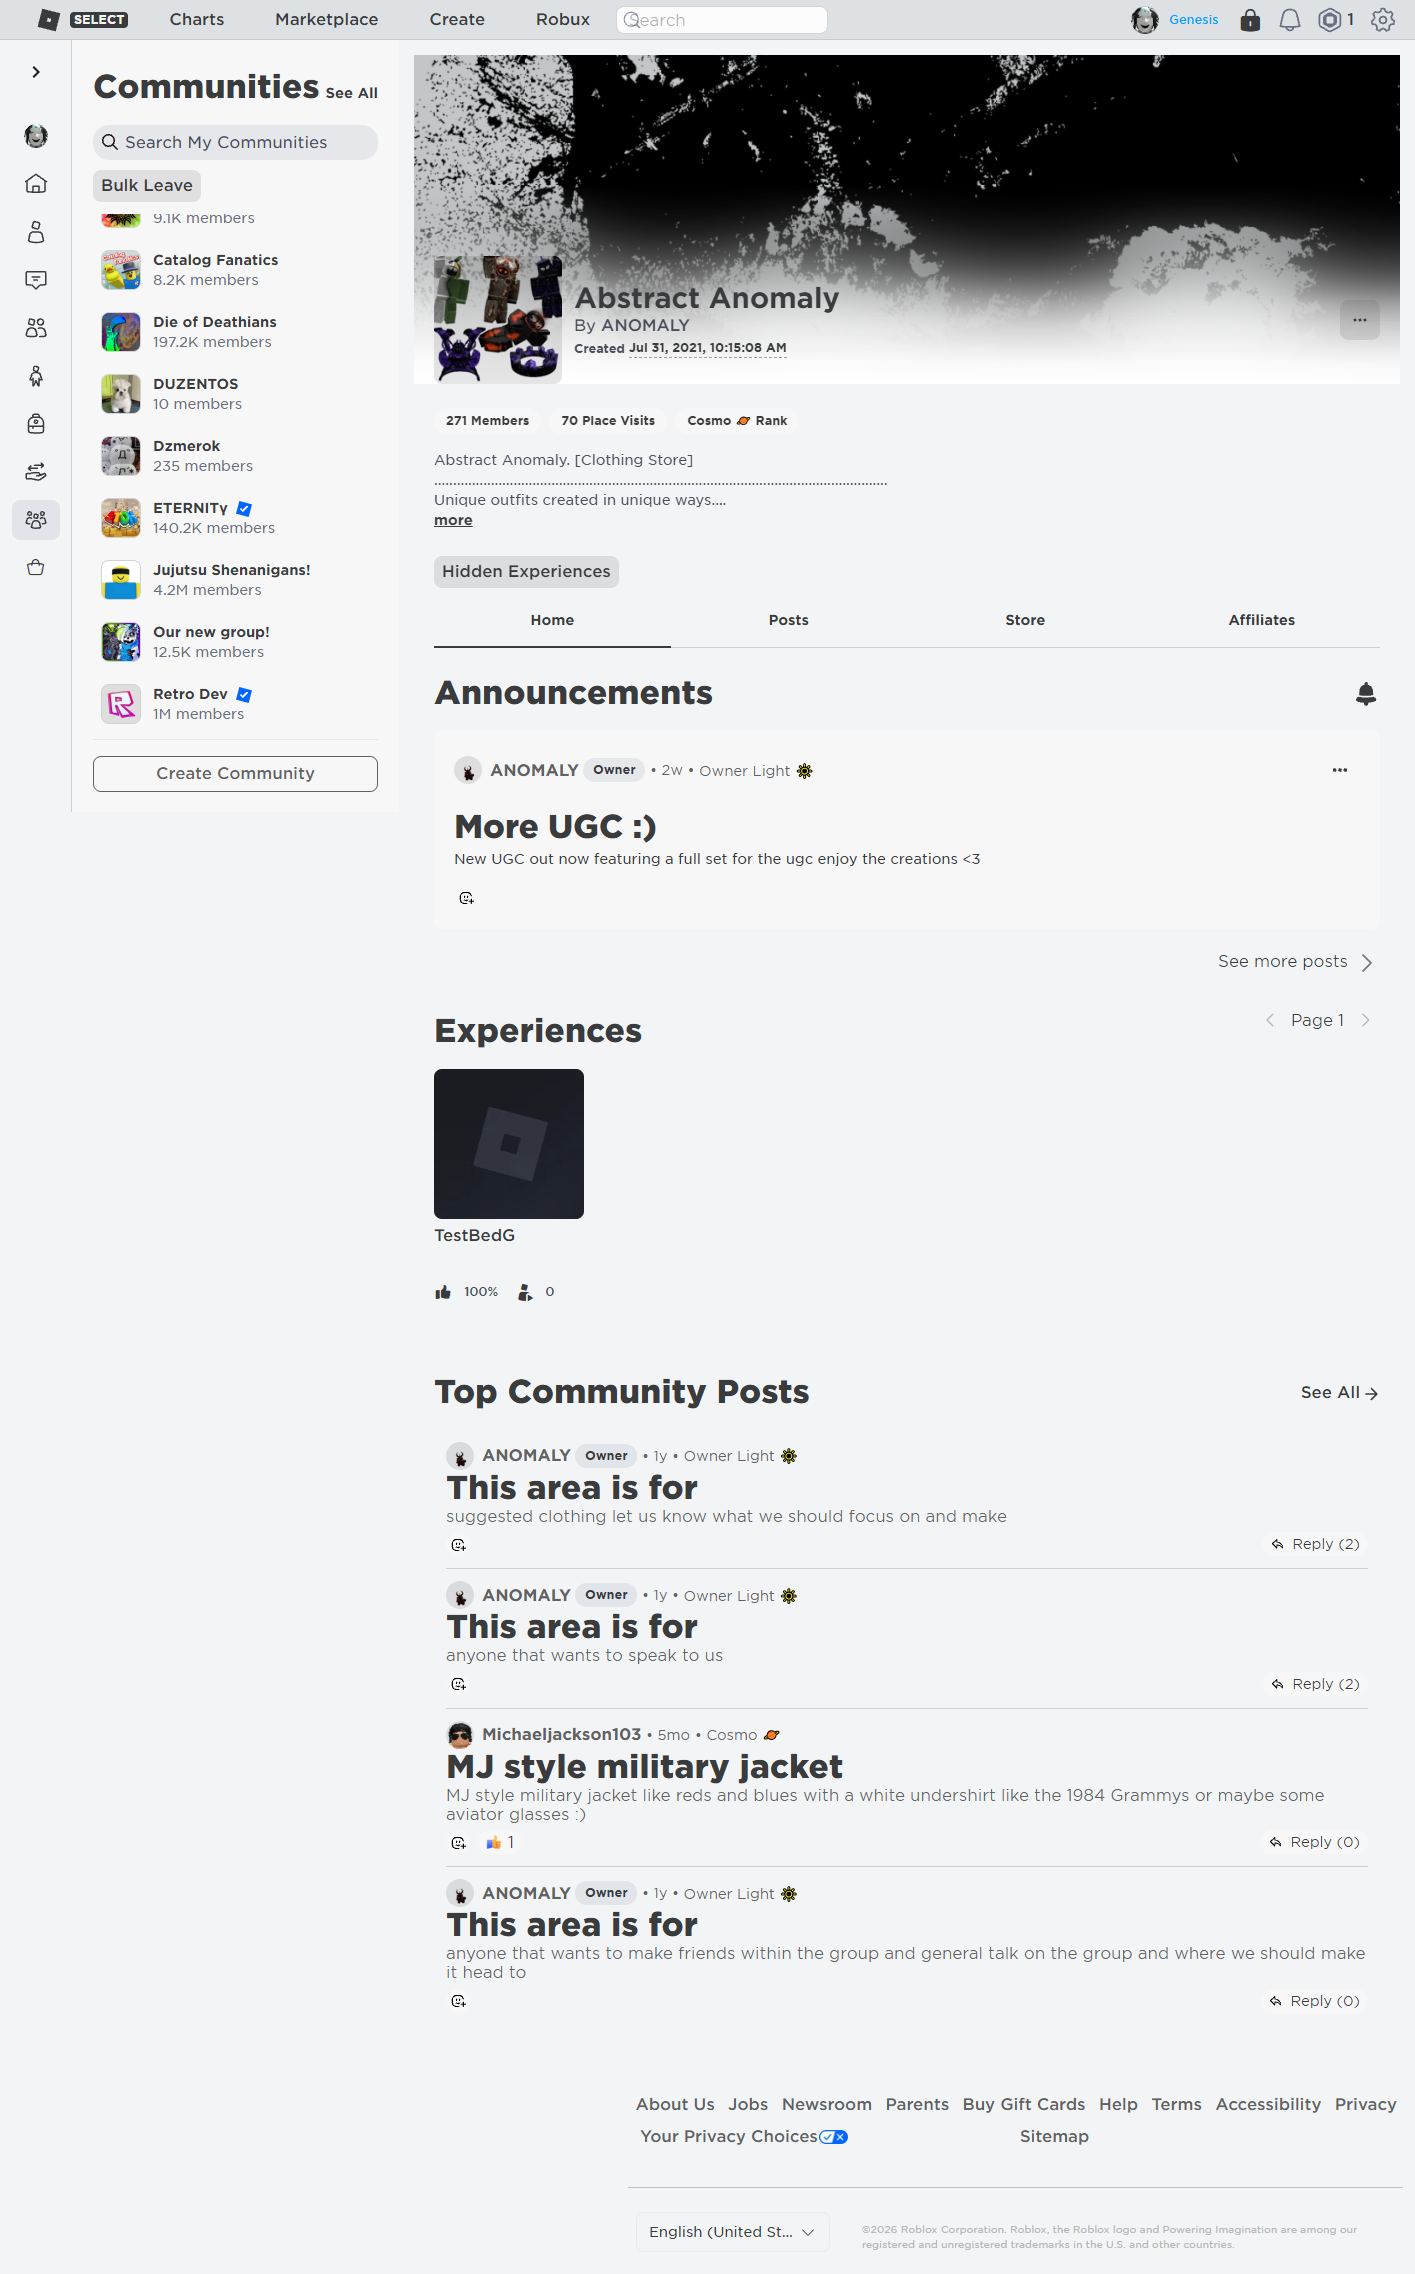 SELECT
Charts
Marketplace
Create
Robux
Search
Genesis
1
Communities
See All
Search My Communities
Bulk Leave
9.1K members
Catalog Fanatics
8.2K members
Die of Deathians
197.2K members
DUZENTOS
10 members
Dzmerok
235 members
ETERNITγ
140.2K members
Jujutsu Shenanigans!
4.2M members
Our new group!
12.5K members
Retro Dev
1M members
Create Community
Abstract Anomaly
By ANOMALY
Created Jul 31, 2021, 10:15:08 AM
271 Members
70 Place Visits
Cosmo 🪐 Rank
Abstract Anomaly. [Clothing Store]
Unique outfits created in unique ways....
more
Hidden Experiences
Home
Posts
Store
Affiliates
Announcements
ANOMALY Owner • 2w • Owner Light
More UGC :)
New UGC out now featuring a full set for the ugc enjoy the creations <3
See more posts
Experiences
Page 1
TestBedG
100%
0
Top Community Posts
See All
ANOMALY Owner • 1y • Owner Light
This area is for
suggested clothing let us know what we should focus on and make
Reply (2)
ANOMALY Owner • 1y • Owner Light
This area is for
anyone that wants to speak to us
Reply (2)
Michaeljackson103 • 5mo • Cosmo 🪐
MJ style military jacket
MJ style military jacket like reds and blues with a white undershirt like the 1984 Grammys or maybe some
aviator glasses :)
👍 1
Reply (0)
ANOMALY Owner • 1y • Owner Light
This area is for
anyone that wants to make friends within the group and general talk on the group and where we should make
it head to
Reply (0)
About Us
Jobs
Newsroom
Parents
Buy Gift Cards
Help
Terms
Accessibility
Privacy
Your Privacy Choices
Sitemap
English (United St...
©2026 Roblox Corporation. Roblox, the Roblox logo and Powering Imagination are among our
registered and unregistered trademarks in the U.S. and other countries.